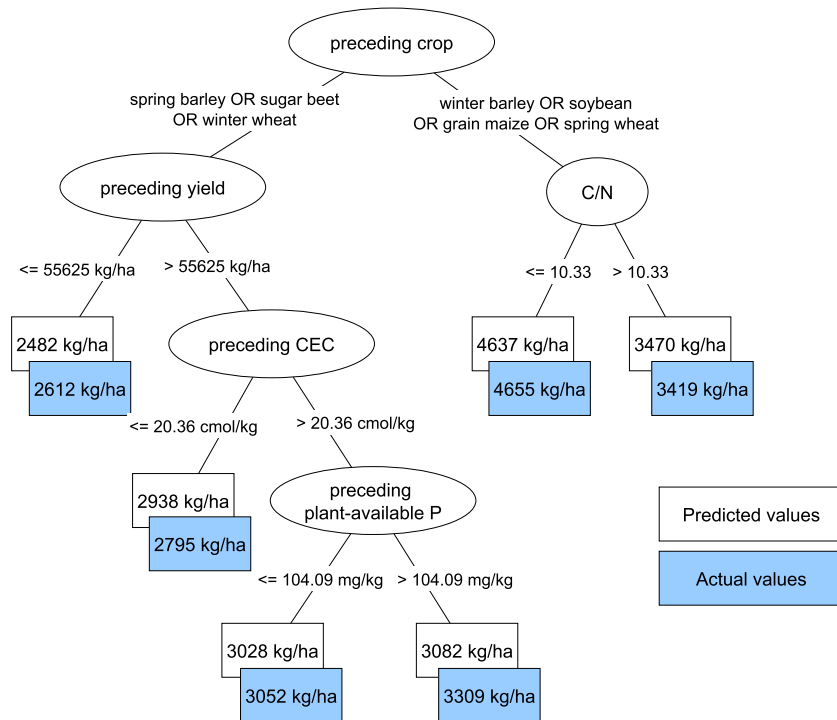 preceding crop
spring barley OR sugar beet
OR winter wheat
winter barley OR soybean
OR grain maize OR spring wheat
preceding yield
C/N
<= 55625 kg/ha
> 55625 kg/ha
<= 10.33
> 10.33
2482 kg/ha
2612 kg/ha
preceding CEC
4637 kg/ha
4655 kg/ha
3470 kg/ha
3419 kg/ha
<= 20.36 cmol/kg
> 20.36 cmol/kg
2938 kg/ha
2795 kg/ha
preceding
plant-available P
Predicted values
Actual values
<= 104.09 mg/kg
> 104.09 mg/kg
3028 kg/ha
3052 kg/ha
3082 kg/ha
3309 kg/ha